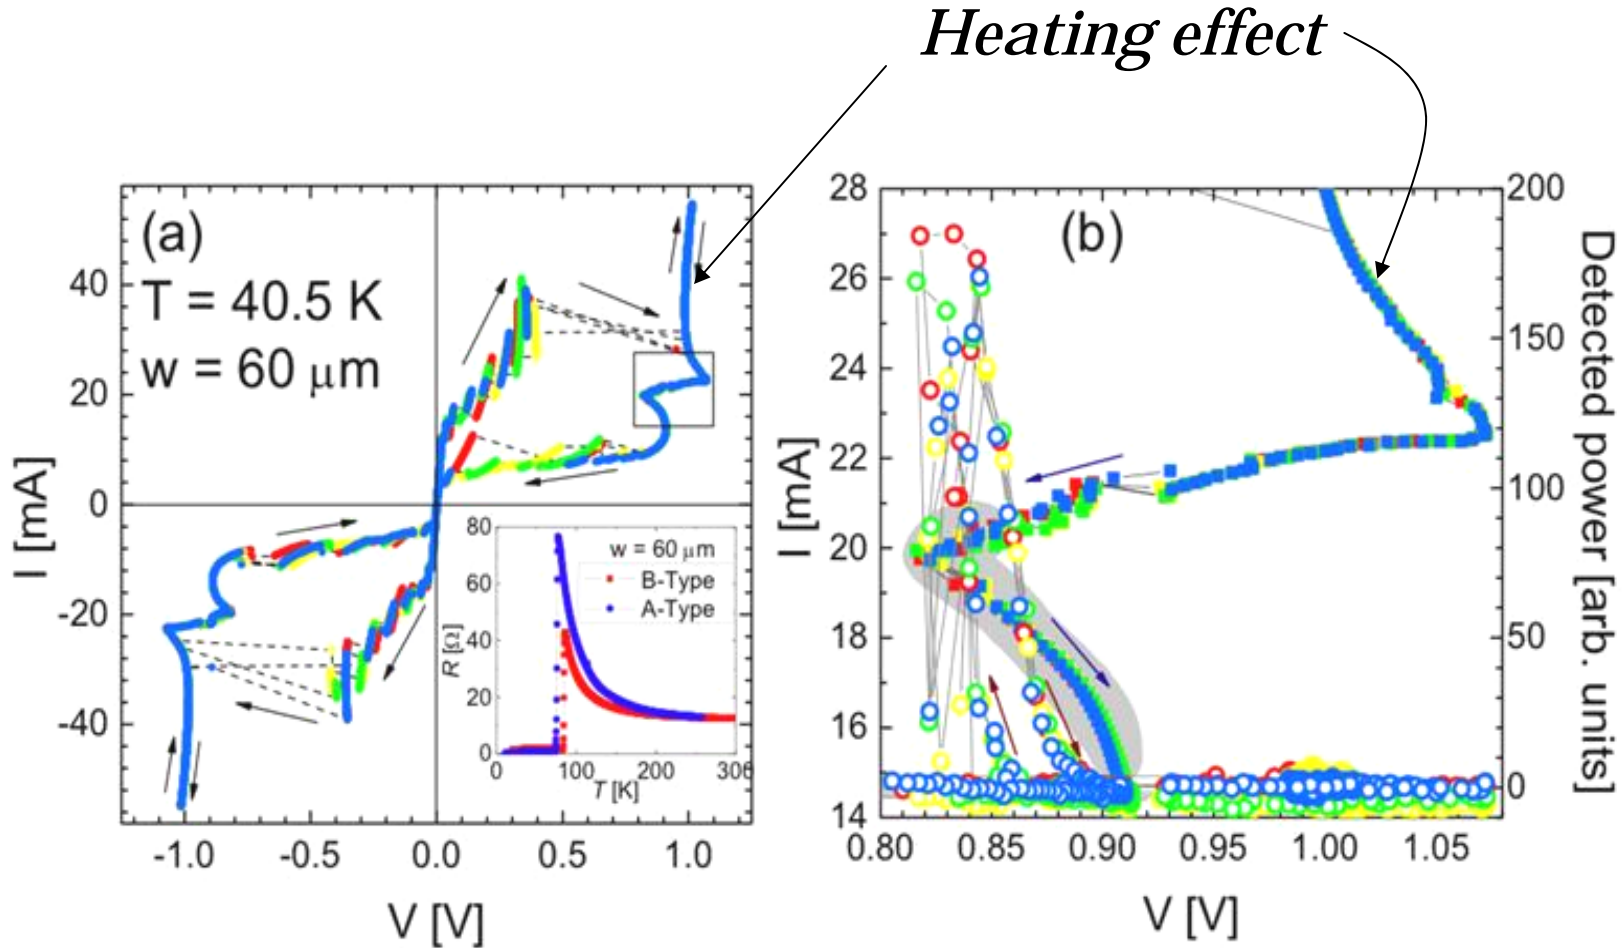 Heating effect
(a)
T = 40.5 K
w = 60 μm
I [mA]
40
20
0
-20
-40
-1.0 -0.5 0.0 0.5 1.0
V [V]
80
60
40
20
0
R [Ω]
w = 60 μm
B-Type
A-Type
0 100 200 300
T [K]
(b)
I [mA]
28
26
24
22
20
18
16
14
0.80 0.85 0.90 0.95 1.00 1.05
V [V]
200
150
100
50
0
Detected power [arb. units]